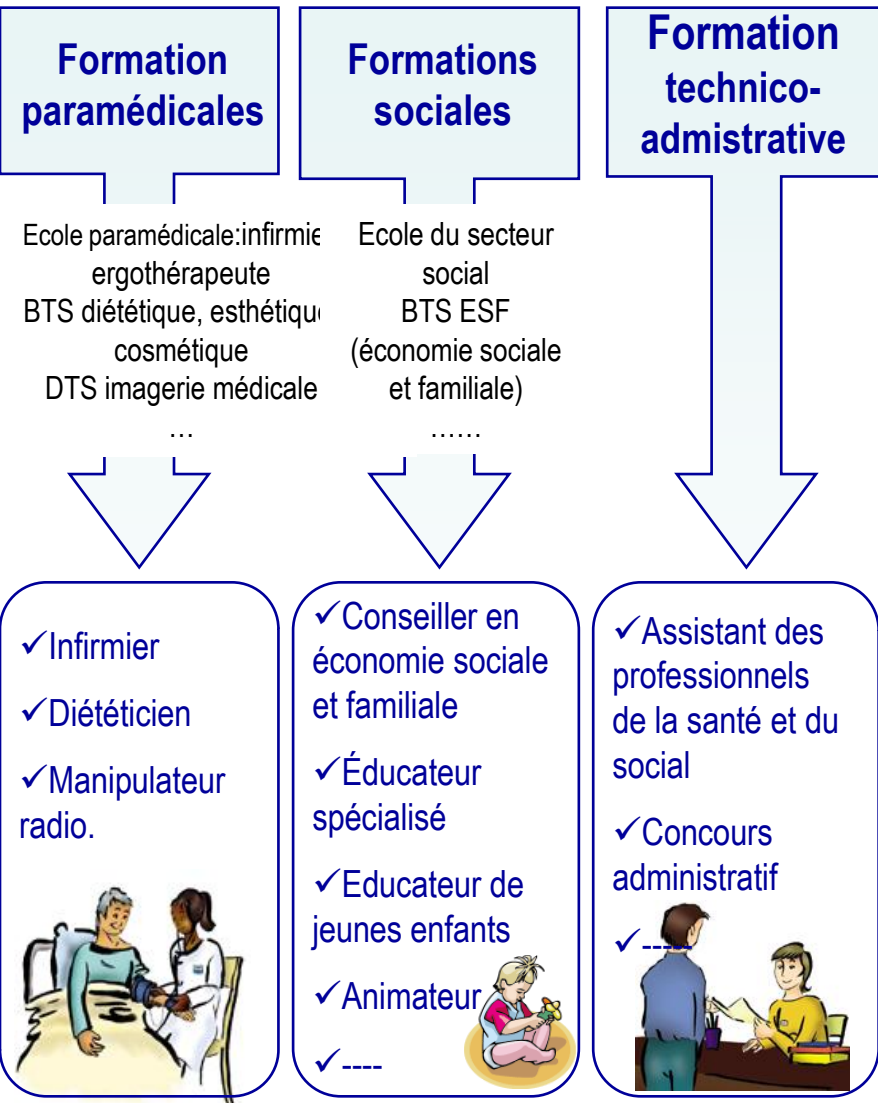 Formation
paramédicales
Ecole paramédicale:infirmie
ergothérapeute
BTS diététique, esthétique
cosmétique
DTS imagerie médicale
…
✓Infirmier
✓Diététicien
✓Manipulateur
radio.
Formations
sociales
Ecole du secteur
social
BTS ESF
(économie sociale
et familiale)
……
✓Conseiller en
économie sociale
et familiale
✓Éducateur
spécialisé
✓Educateur de
jeunes enfants
✓Animateur
✓----
Formation
technico-
admistrative
✓Assistant des
professionnels
de la santé et du
social
✓Concours
administratif
✓-----